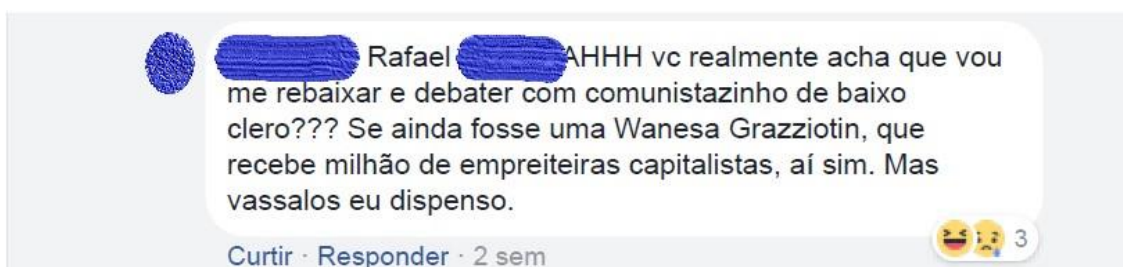 Rafael AHHH vc realmente acha que vou
me rebaixar e debater com comunistazinho de baixo
clero??? Se ainda fosse uma Wanesa Grazziotin, que
recebe milhão de empreiteiras capitalistas, aí sim. Mas
vassalos eu dispenso.
3
Curtir · Responder · 2 sem